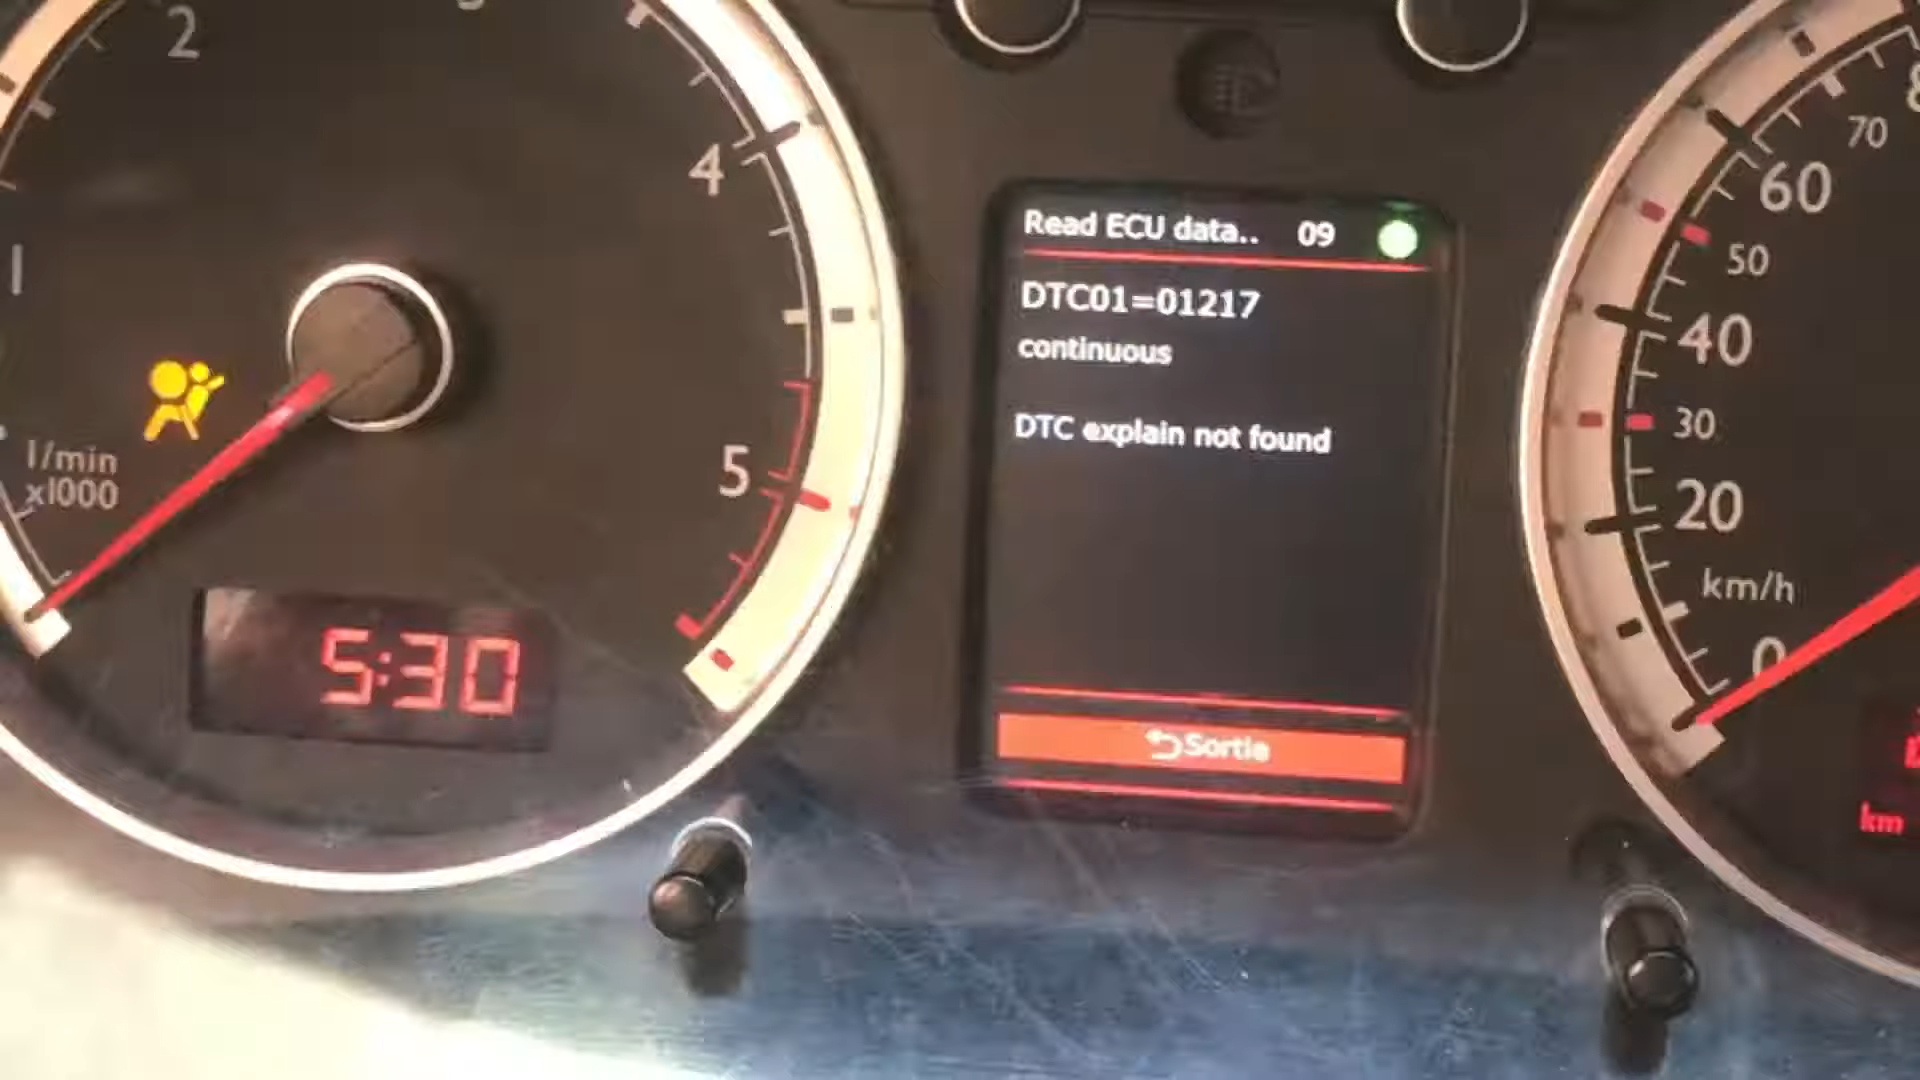 2
4
1
5
l/min
x1000
5:30
Read ECU data.. 09
DTC01=01217
continuous
DTC explain not found
Sortie
70
60
50
40
30
20
km/h
0
km